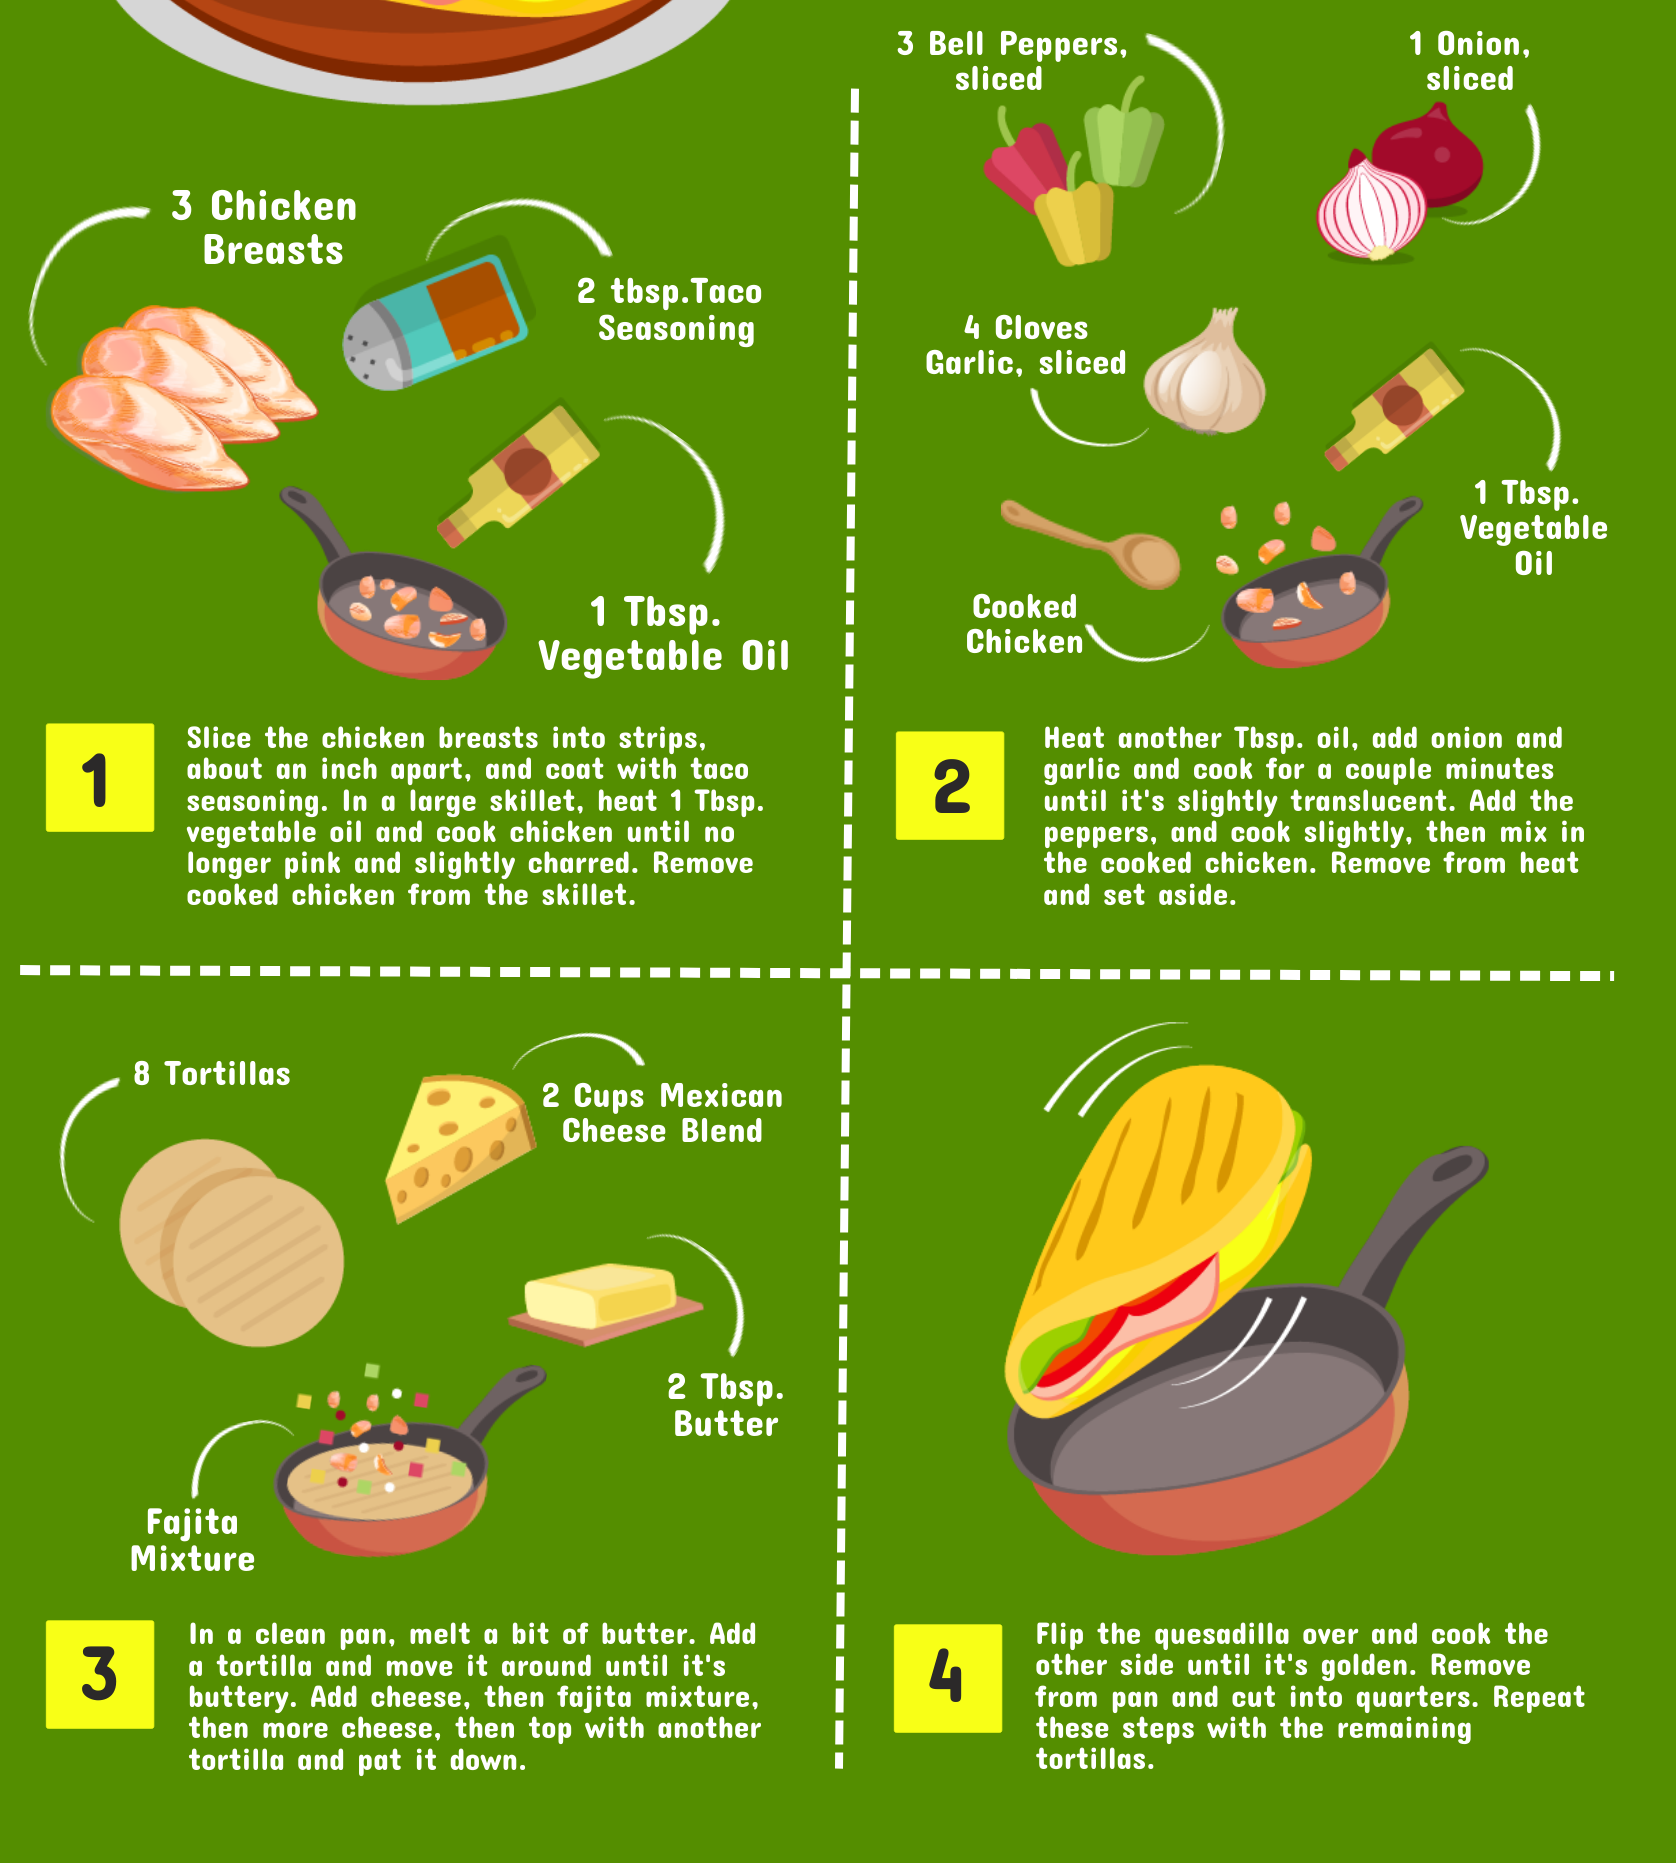 3 Chicken
Breasts
2 tbsp.Taco
Seasoning
1 Tbsp.
Vegetable Oil
1
Slice the chicken breasts into strips,
about an inch apart, and coat with taco
seasoning. In a large skillet, heat 1 Tbsp.
vegetable oil and cook chicken until no
longer pink and slightly charred. Remove
cooked chicken from the skillet.
3 Bell Peppers,
sliced
1 Onion,
sliced
4 Cloves
Garlic, sliced
1 Tbsp.
Vegetable
Oil
Cooked
Chicken
2
Heat another Tbsp. oil, add onion and
garlic and cook for a couple minutes
until it's slightly translucent. Add the
peppers, and cook slightly, then mix in
the cooked chicken. Remove from heat
and set aside.
8 Tortillas
2 Cups Mexican
Cheese Blend
2 Tbsp.
Butter
Fajita
Mixture
3
In a clean pan, melt a bit of butter. Add
a tortilla and move it around until it's
buttery. Add cheese, then fajita mixture,
then more cheese, then top with another
tortilla and pat it down.
4
Flip the quesadilla over and cook the
other side until it's golden. Remove
from pan and cut into quarters. Repeat
these steps with the remaining
tortillas.